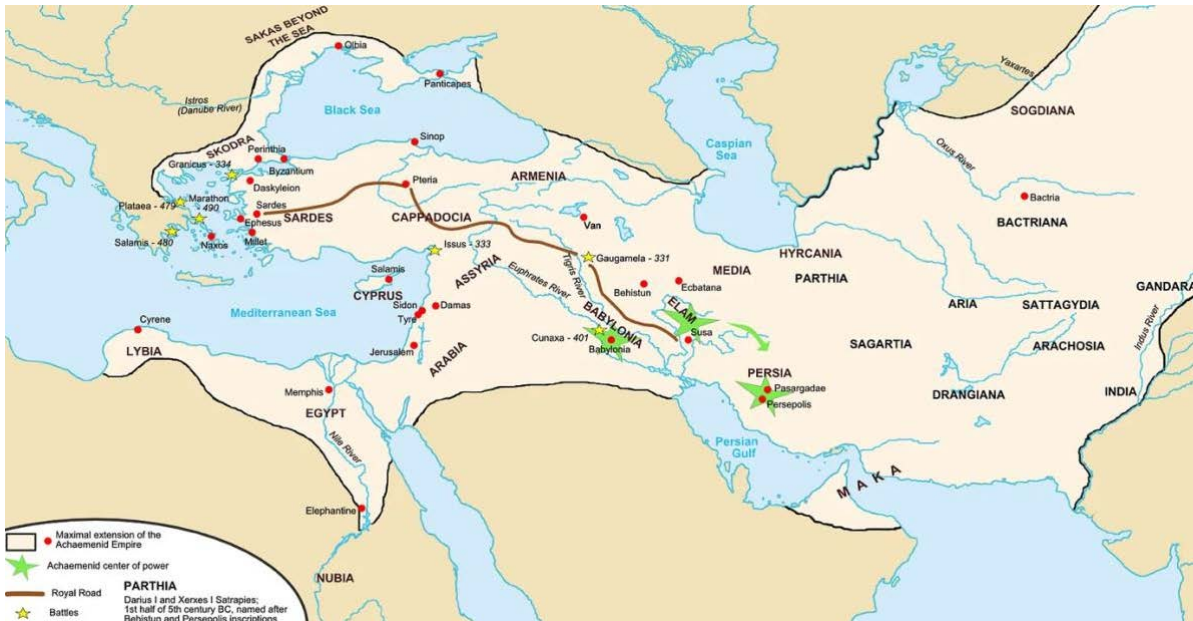 SAKAS BEYOND
THE SEA
Olbia
Panticapes
Istros
(Danube River)
Black Sea
Caspian
Sea
Yaxartes
SOGDIANA
Oxus River
SKODRA
Perinthia
Byzantium
Sinop
Granicus - 334
Daskyleion
Pteria
ARMENIA
Bactria
BACTRIANA
Marathon
- 490
Plataea - 479
Sardes
SARDES
CAPPADOCIA
Ephesus
Van
Salamis - 480
Naxos
Millet
Issus - 333
Gaugamela - 331
HYRCANIA
MEDIA
PARTHIA
ASSYRIA
Tigris River
Euphrates River
Behistun
Ecbatana
GANDARA
Salamis
CYPRUS
Sidon
Tyre
Damas
BABYLONIA
ELAM
ARIA
SATTAGYDIA
Indus River
Mediterranean Sea
Cyrene
Cunaxa - 401
Babylonia
Susa
SAGARTIA
ARACHOSIA
LYBIA
Jerusalem
ARABIA
PERSIA
Pasargadae
Persepolis
DRANGIANA
INDIA
Memphis
EGYPT
Nile River
Persian
Gulf
MAKA
Elephantine
NUBIA
Maximal extension of the
Achaemenid Empire
Achaemenid center of power
Royal Road
Battles
PARTHIA
Darius I and Xerxes I Satrapies;
1st half of 5th century BC, named after
Behistun and Persepolis inscriptions